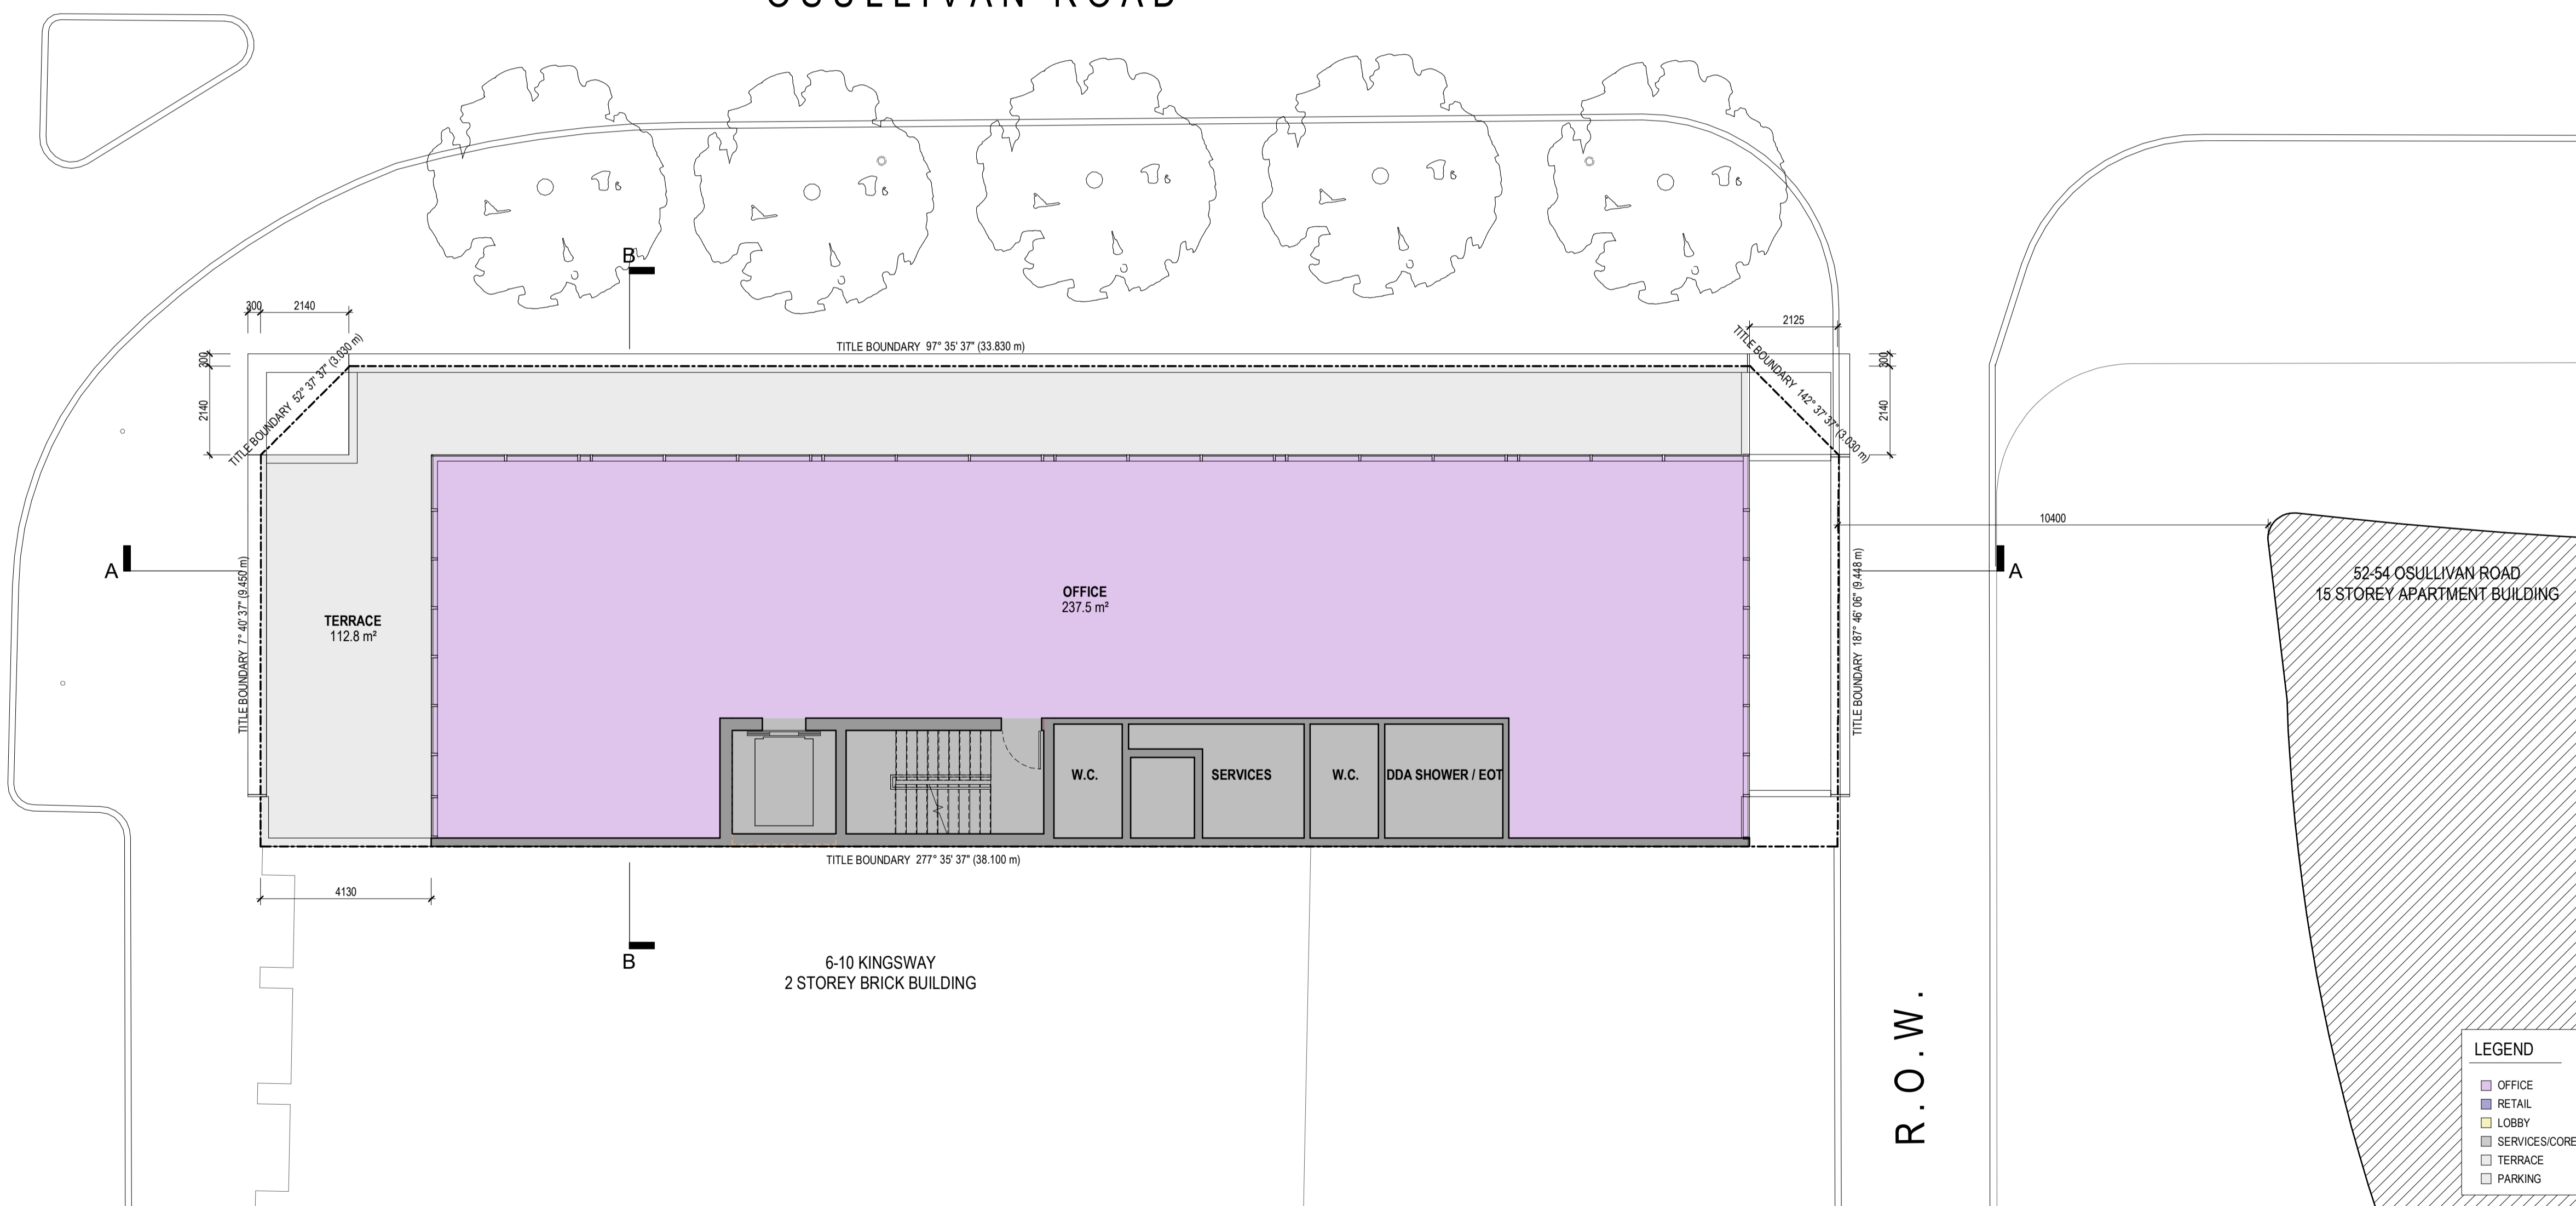 OSULLIVAN ROAD
B
300
2140
2125
TITLE BOUNDARY 97° 35' 37" (33.830 m)
300
2140
TITLE BOUNDARY 52° 37' 37" (3.030 m)
TITLE BOUNDARY 142° 37' 37" (3.030 m)
300
2140
10400
A
A
TITLE BOUNDARY 7° 40' 37" (9.450 m)
TITLE BOUNDARY 187° 46' 06" (9.448 m)
52-54 OSULLIVAN ROAD
15 STOREY APARTMENT BUILDING
OFFICE
237.5 m²
TERRACE
112.8 m²
W.C.
SERVICES
W.C.
DDA SHOWER / EOT
TITLE BOUNDARY 277° 35' 37" (38.100 m)
4130
B
6-10 KINGSWAY
2 STOREY BRICK BUILDING
R.O.W.
LEGEND
OFFICE
RETAIL
LOBBY
SERVICES/CORE
TERRACE
PARKING